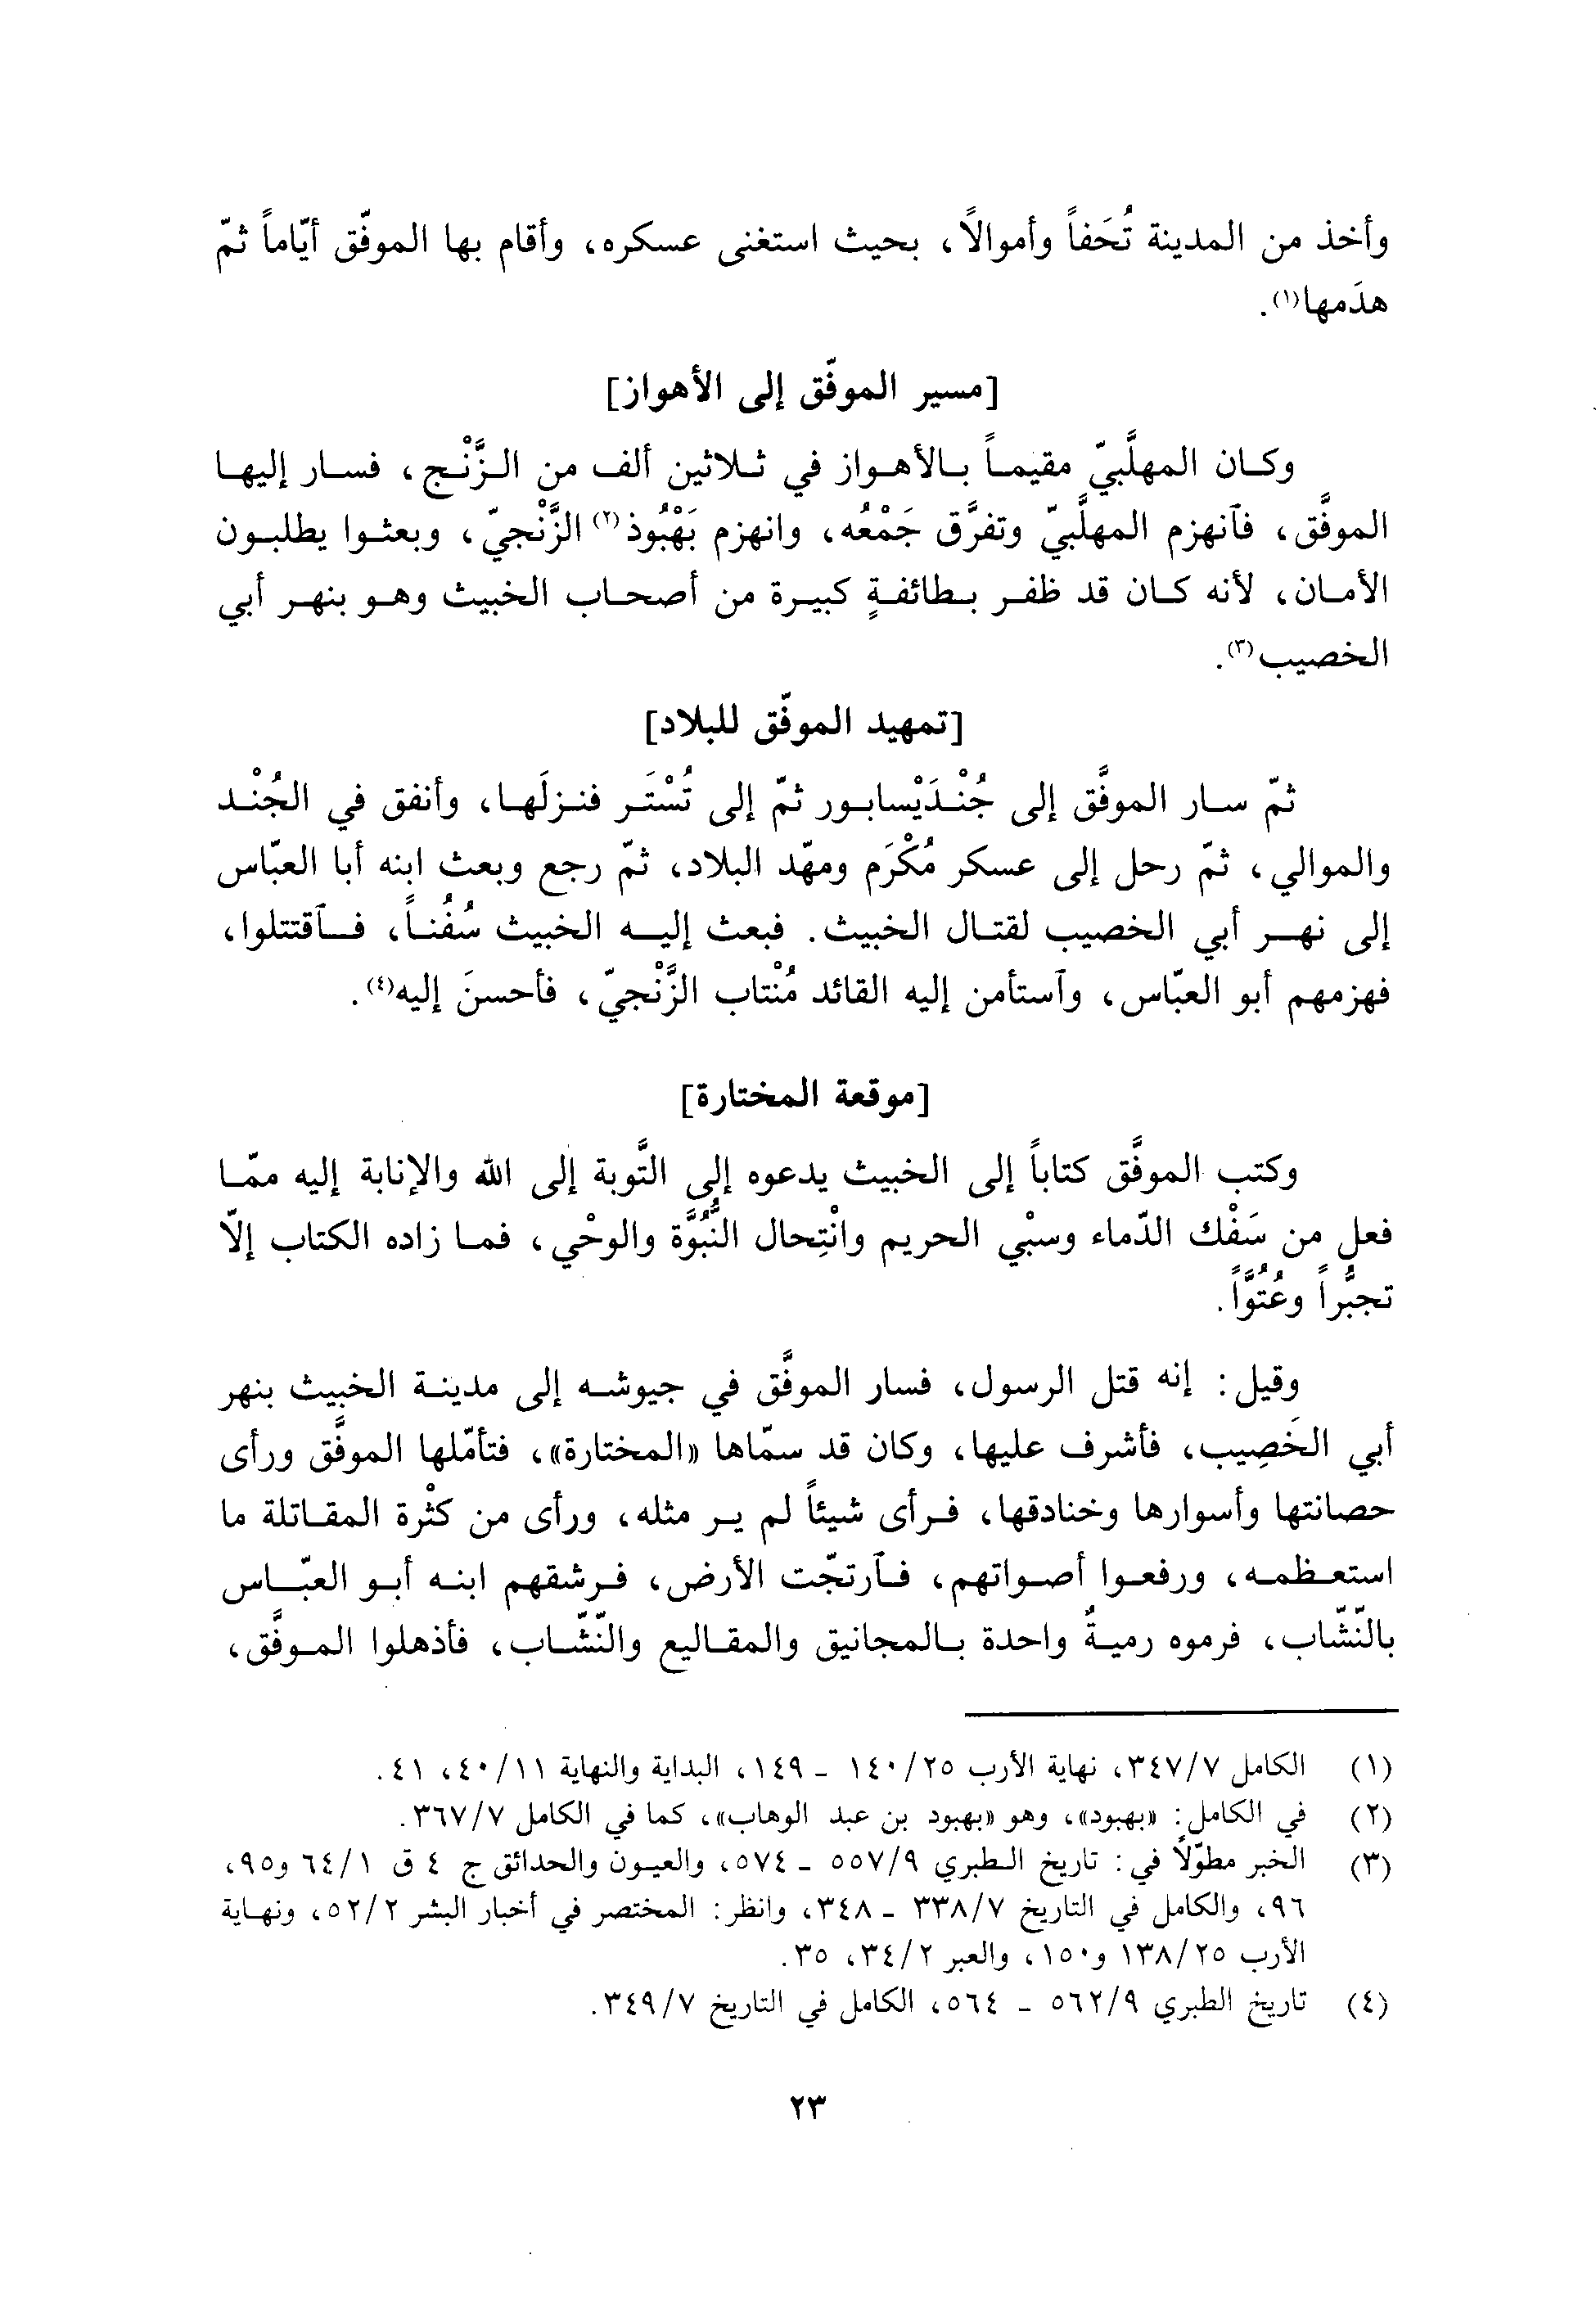 وأخذ من المدينة تُحَفاً وأموالاً، بحيث استغنى عسكره، وأقام بها الموفّق أيّاماً ثمّ
هدَمها(١).
[مسير الموفّق إلى الأهواز]
وكان المهلَّبيّ مقيماً بالأهواز في ثلاثين ألف من الزَّنْج، فسار إليها
الموفَّق، فآنهزم المهلَّبيّ وتفرَّق جَمْعُه، وانهزم بَهْبُوذ(٢) الزَّنْجيّ، وبعثوا يطلبون
الأمان، لأنه كان قد ظفر بطائفةٍ كبيرة من أصحاب الخبيث وهو بنهر أبي
الخصيب(٣).
[تمهيد الموفّق للبلاد]
ثمّ سار الموفَّق إلى جُنْدَيْسابور ثمّ إلى تُسْتَر فنزلَها، وأنفق في الجُنْد
والموالي، ثمّ رحل إلى عسكر مُكْرَم ومهّد البلاد، ثمّ رجع وبعث ابنه أبا العبّاس
إلى نهر أبي الخصيب لقتال الخبيث. فبعث إليه الخبيث سُفُناً، فآقتتلوا،
فهزمهم أبو العبّاس، وآستأمن إليه القائد مُنْتاب الزَّنْجيّ، فأحسنَ إليه(٤).
[موقعة المختارة]
وكتب الموفَّق كتاباً إلى الخبيث يدعوه إلى التَّوبة إلى الله والإنابة إليه ممّا
فعل من سَفْك الدّماء وسبْي الحريم وانْتِحال النُّبُوَّة والوحْي، فما زاده الكتاب إلّا
تجبُّراً وعُتُوَّاً.
وقيل: إنه قتل الرسول، فسار الموفَّق في جيوشه إلى مدينة الخبيث بنهر
أبي الخَصِيب، فأشرف عليها، وكان قد سمّاها «المختارة»، فتأمّلها الموفَّق ورأى
حصانتها وأسوارها وخنادقها، فرأى شيئاً لم ير مثله، ورأى من كثْرة المقاتلة ما
استعظمه، ورفعوا أصواتهم، فآرتجّت الأرض، فرشقهم ابنه أبو العبّاس
بالنّشّاب، فرموه رميةً واحدة بالمجانيق والمقاليع والنّشّاب، فأذهلوا الموفَّق،
(١) الكامل ٣٤٧/٧، نهاية الأرب ١٤٠/٢٥ - ١٤٩، البداية والنهاية ٤٠/١١، ٤١.
(٢) في الكامل: «بهبود»، وهو «بهبود بن عبد الوهاب»، كما في الكامل ٣٦٧/٧.
(٣) الخبر مطوّلاً في: تاريخ الطبري ٥٥٧/٩ - ٥٧٤، والعيون والحدائق ج ٤ ق ٦٤/١ و٩٥،
٩٦، والكامل في التاريخ ٣٣٨/٧ - ٣٤٨، وانظر: المختصر في أخبار البشر ٥٢/٢، ونهاية
الأرب ١٣٨/٢٥ و١٥٠، والعبر ٣٤/٢، ٣٥.
(٤) تاريخ الطبري ٥٦٢/٩ - ٥٦٤، الكامل في التاريخ ٣٤٩/٧.
٢٣